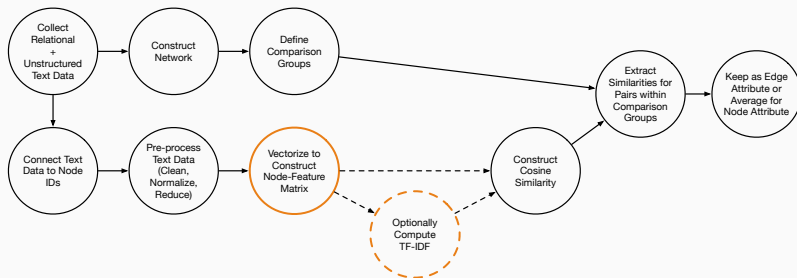 Collect
Relational
+
Unstructured
Text Data
Construct
Network
Define
Comparison
Groups
Extract
Similarities for
Pairs within
Comparison
Groups
Keep as Edge
Attribute or
Average for
Node Attribute
Connect Text
Data to Node
IDs
Pre-process
Text Data
(Clean,
Normalize,
Reduce)
Vectorize to
Construct
Node-Feature
Matrix
Optionally
Compute
TF-IDF
Construct
Cosine
Similarity